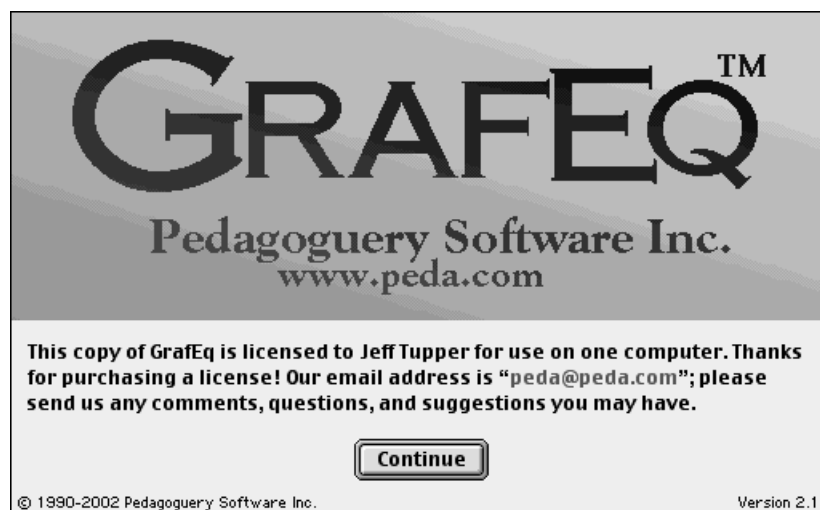 GRAFEQ™
Pedagoguery Software Inc.
www.peda.com
This copy of GrafEq is licensed to Jeff Tupper for use on one computer. Thanks
for purchasing a license! Our email address is “peda@peda.com”; please
send us any comments, questions, and suggestions you may have.
Continue
© 1990-2002 Pedagoguery Software Inc. Version 2.1